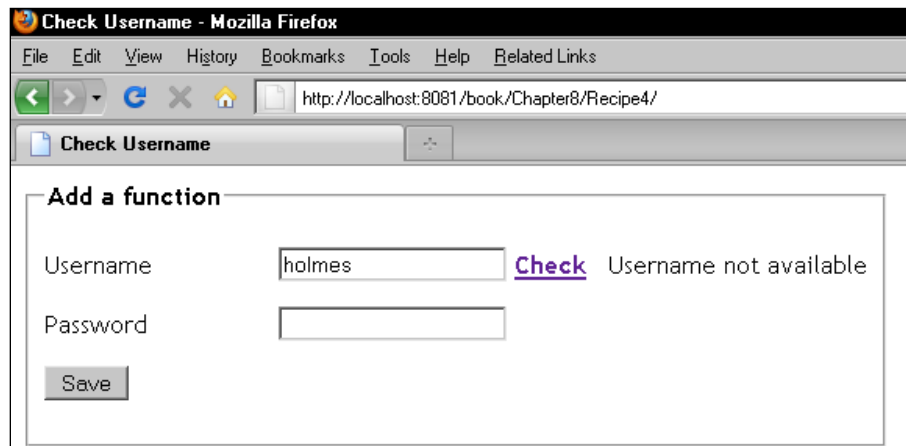 Check Username - Mozilla Firefox
File Edit View History Bookmarks Tools Help Related Links
http://localhost:8081/book/Chapter8/Recipe4/
Check Username
Add a function
Username holmes Check Username not available
Password
Save